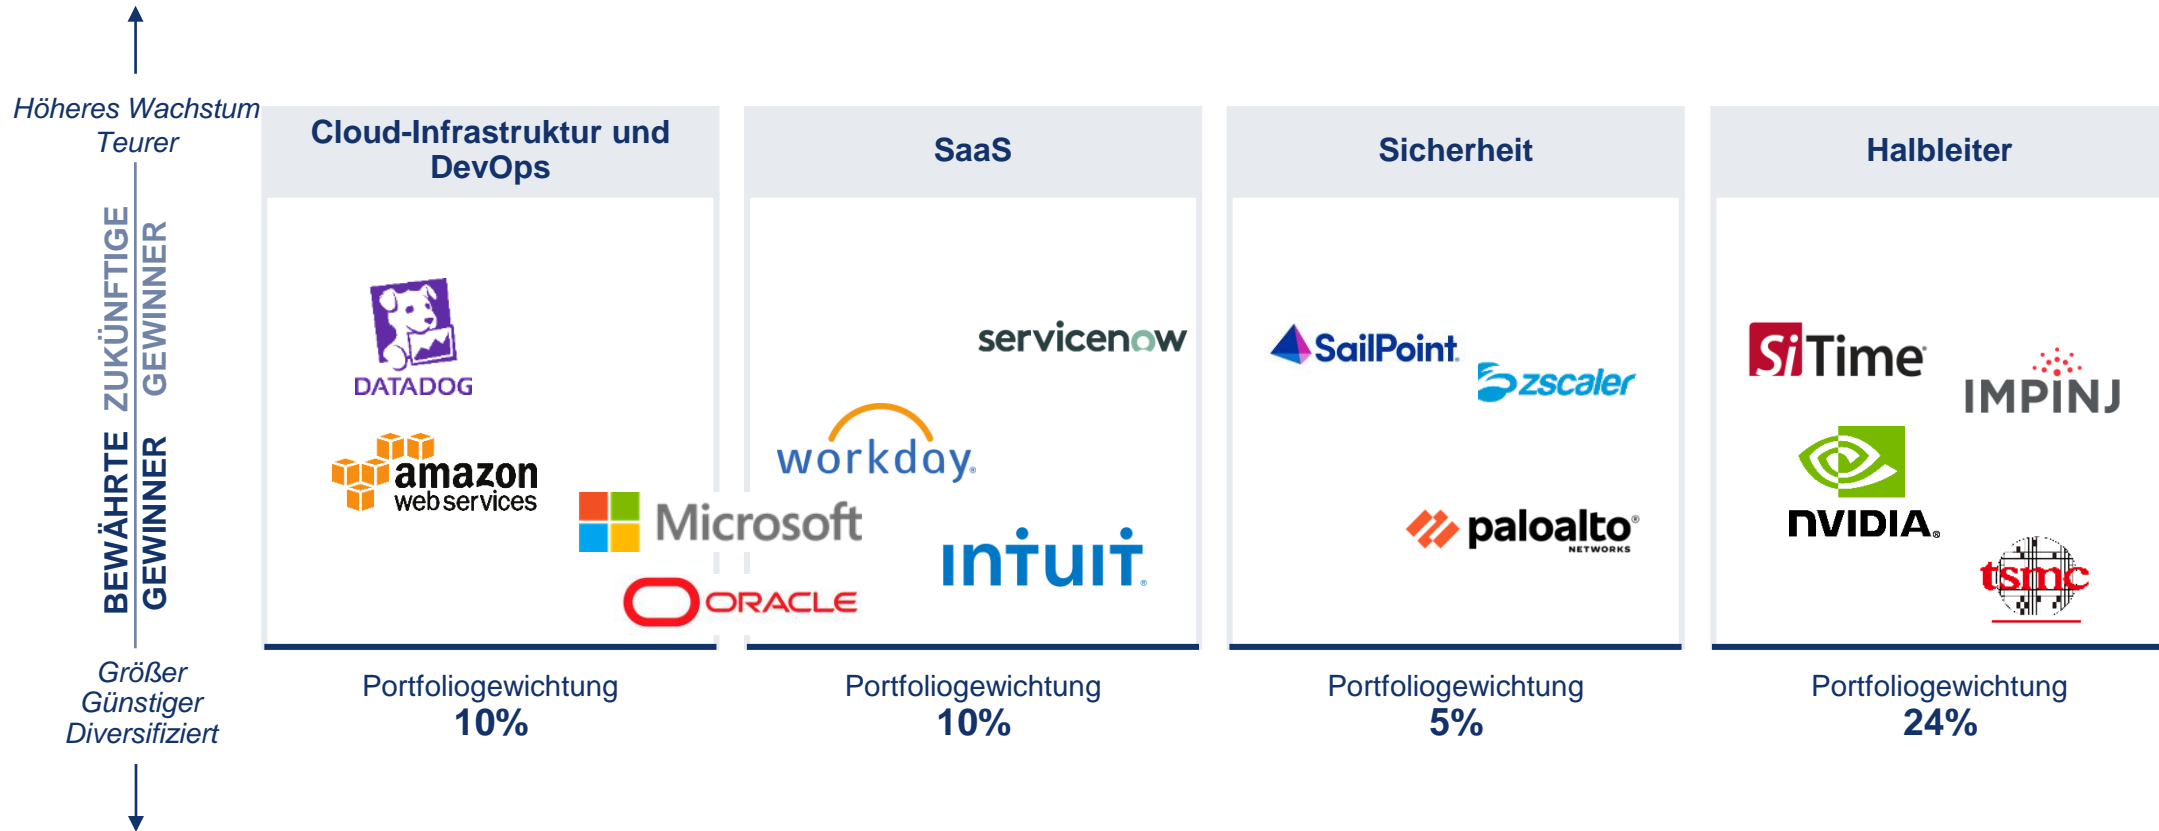 Höheres Wachstum
Teurer
ZUKÜNFTIGE
GEWINNER
BEWÄHRTE
GEWINNER
Größer
Günstiger
Diversifiziert
Cloud-Infrastruktur und
DevOps
DATADOG
amazon
web services
Microsoft
ORACLE
Portfoliogewichtung
10%
SaaS
servicenow
workday®
intuit®
Portfoliogewichtung
10%
Sicherheit
SailPoint
zscaler
paloalto®
NETWORKS
Portfoliogewichtung
5%
Halbleiter
SiTime
IMPINJ
NVIDIA®
tsmc
Portfoliogewichtung
24%